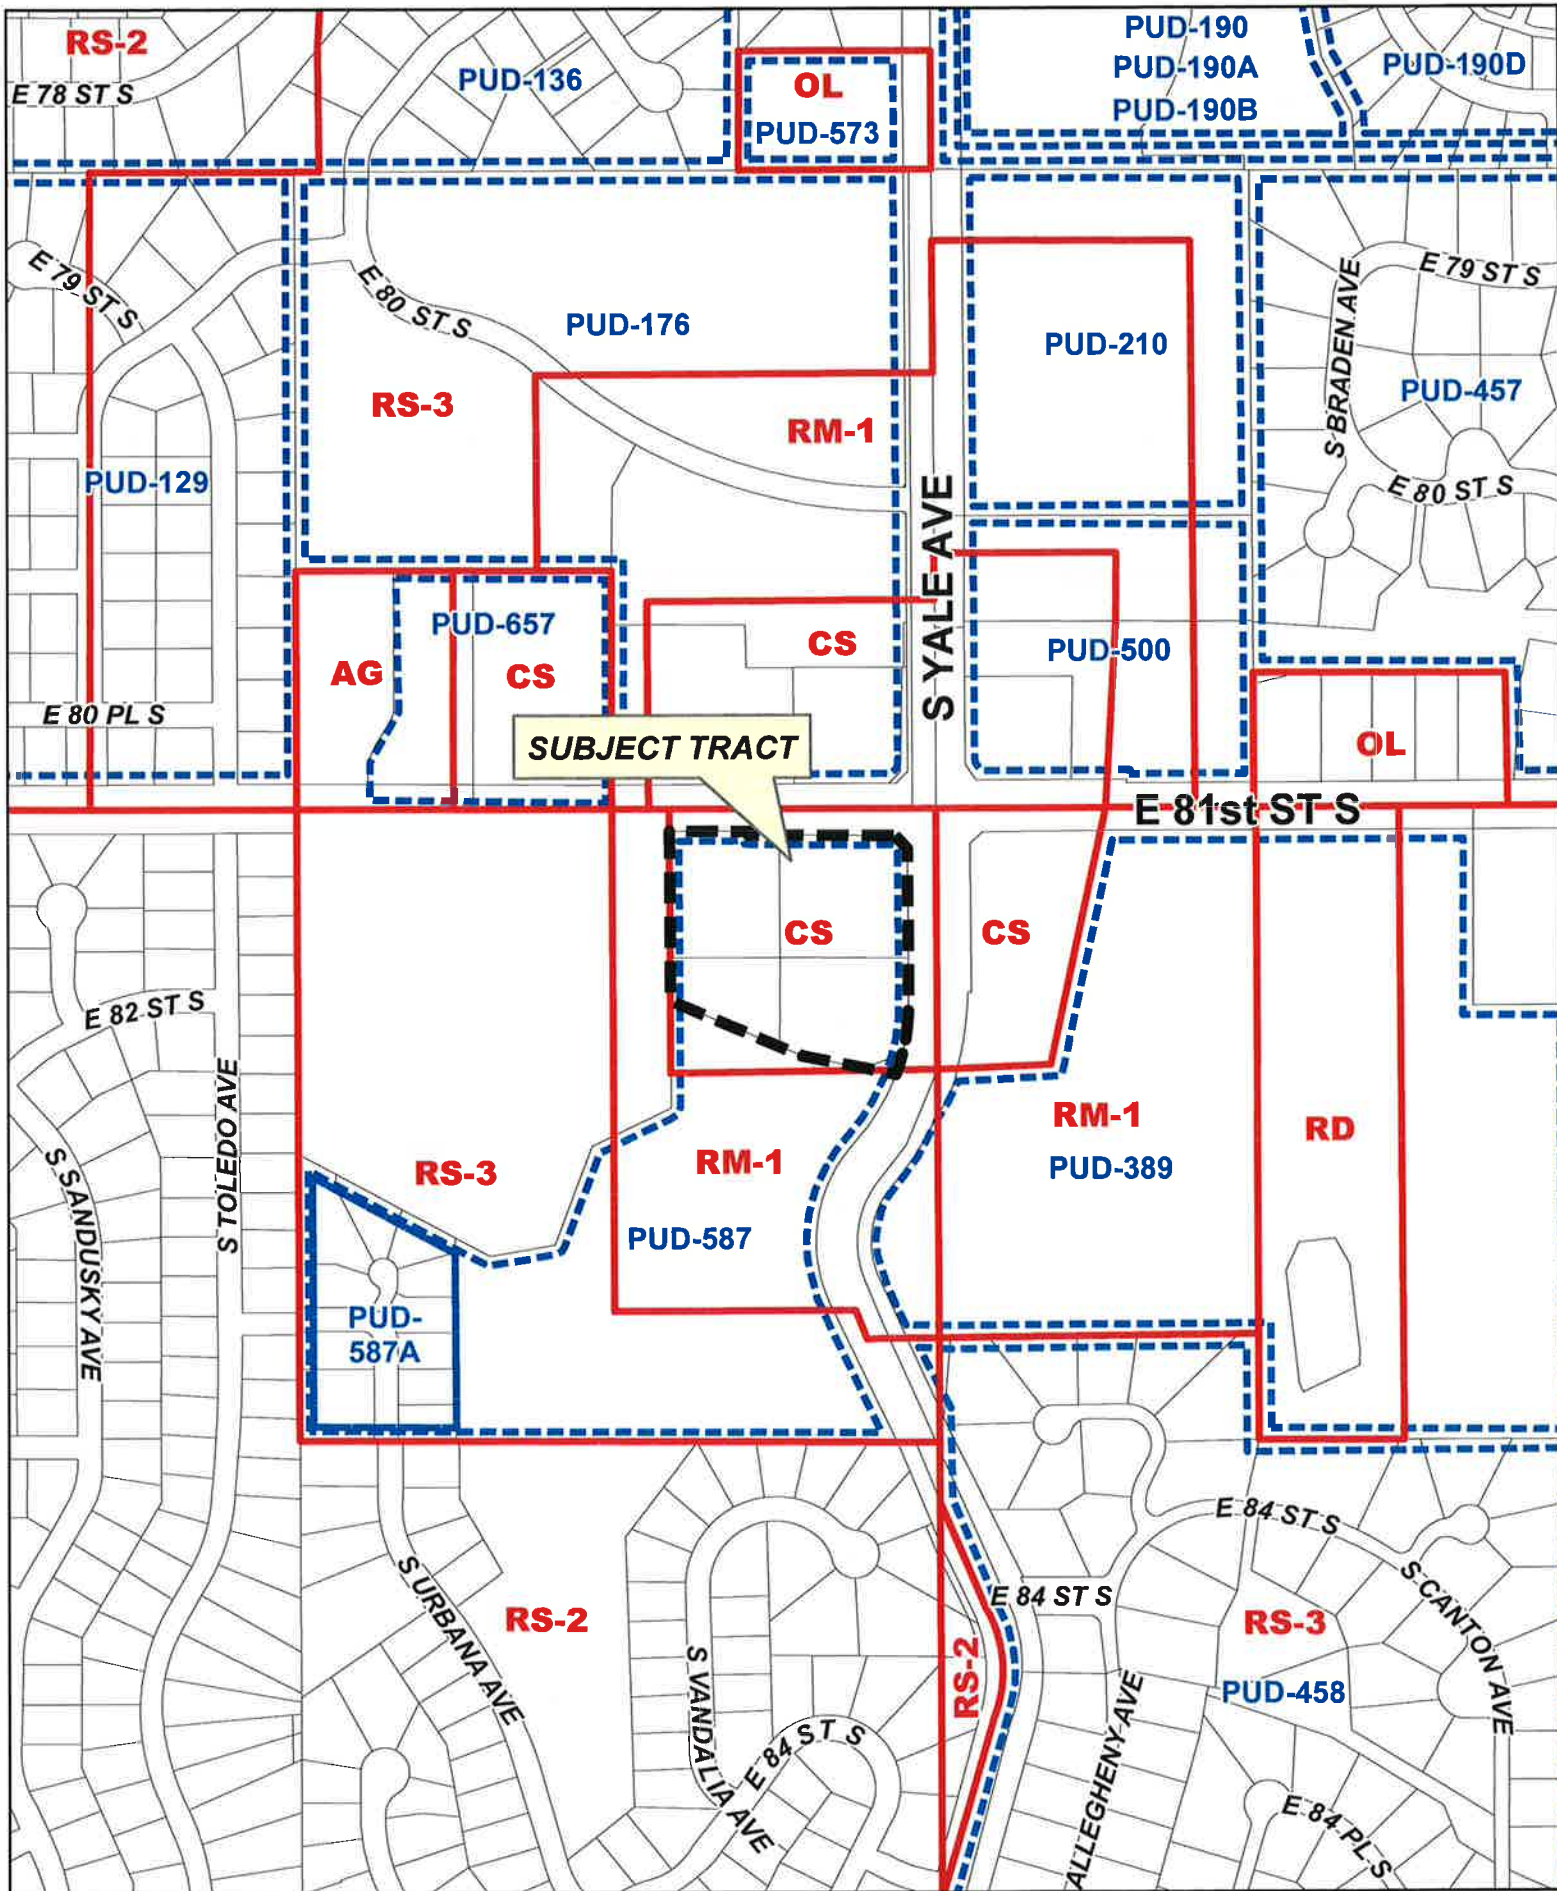 RS-2
E 78 ST S
PUD-136
OL
PUD-573
PUD-190
PUD-190A
PUD-190B
PUD-190D
E 79 ST S
E 80 ST S
PUD-176
RS-3
RM-1
PUD-210
S BRADEN AVE
E 79 ST S
PUD-457
E 80 ST S
PUD-129
S YALE AVE
PUD-657
AG
CS
CS
PUD-500
E 80 PL S
SUBJECT TRACT
OL
E 81st ST S
CS
CS
E 82 ST S
S TOLEDO AVE
S SANDUSKY AVE
RS-3
RM-1
PUD-587
RM-1
PUD-389
RD
PUD-
587A
E 84 ST S
S URBANA AVE
RS-2
S VANDALIA AVE
E 84 ST S
RS-2
E 84 ST S
S CANTON AVE
RS-3
PUD-458
ALLEGHENY AVE
E 84 PL S